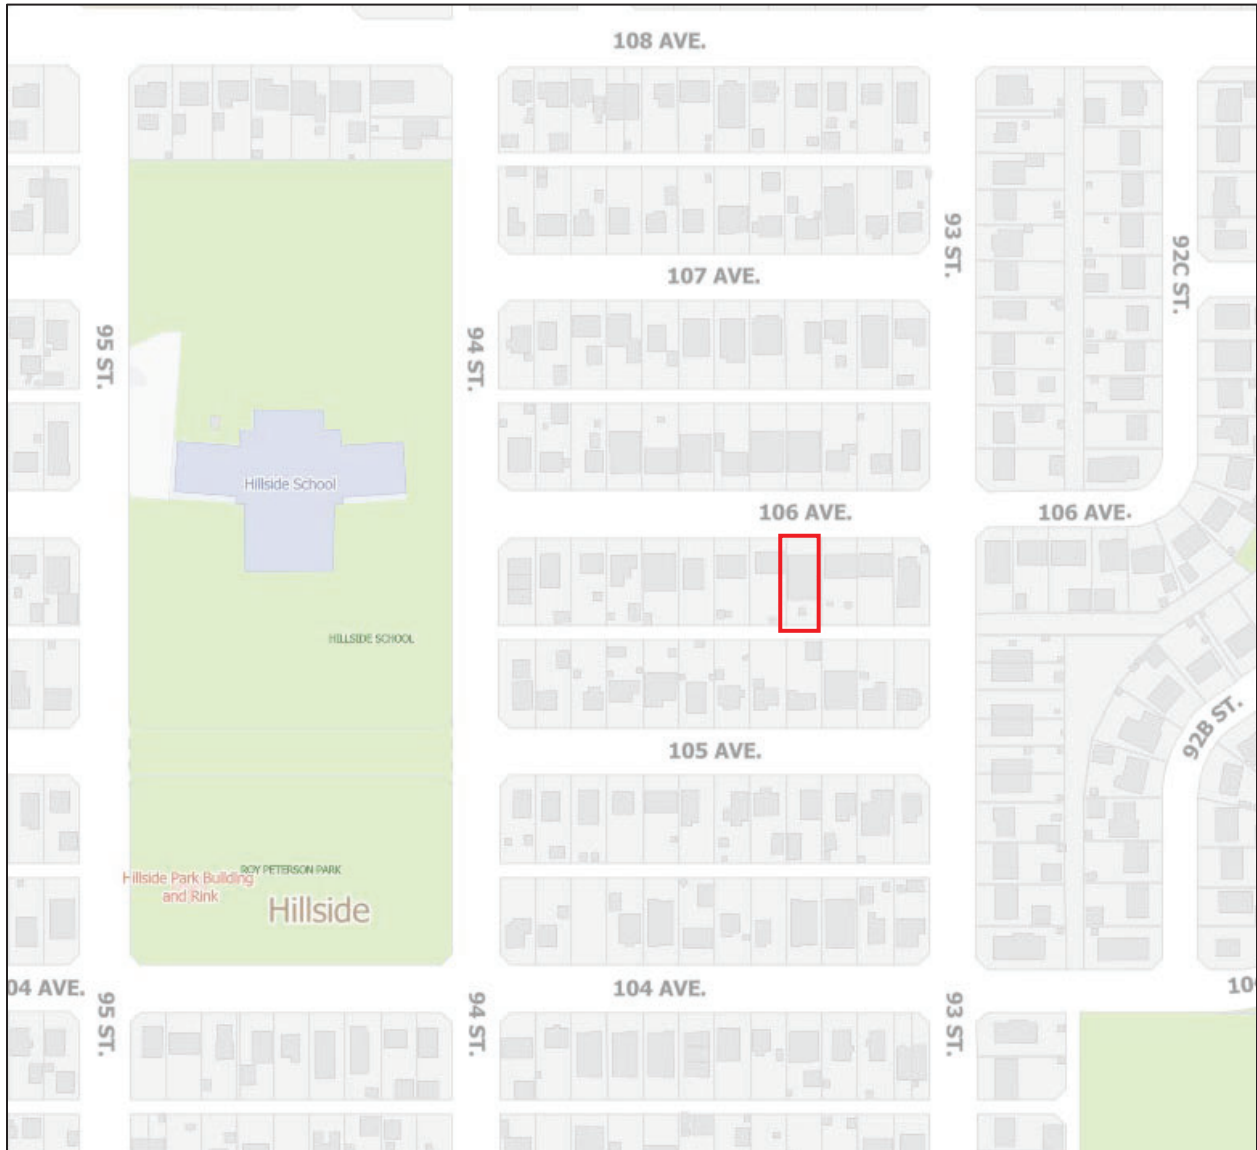 108 AVE.
93 ST.
92C ST.
107 AVE.
95 ST.
94 ST.
Hillside School
106 AVE.
106 AVE.
HILLSIDE SCHOOL
92B ST.
105 AVE.
ROY PETERSON PARK
Hillside Park Building
and Rink
Hillside
04 AVE.
104 AVE.
10
95 ST.
94 ST.
93 ST.